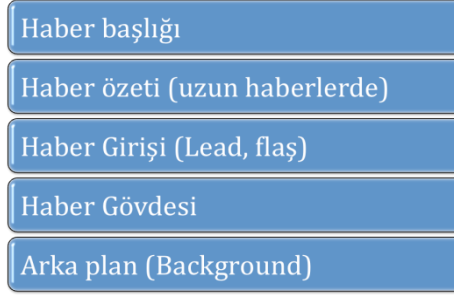 Haber başlığı
Haber özeti (uzun haberlerde)
Haber Girişi (Lead, flaş)
Haber Gövdesi
Arka plan (Background)